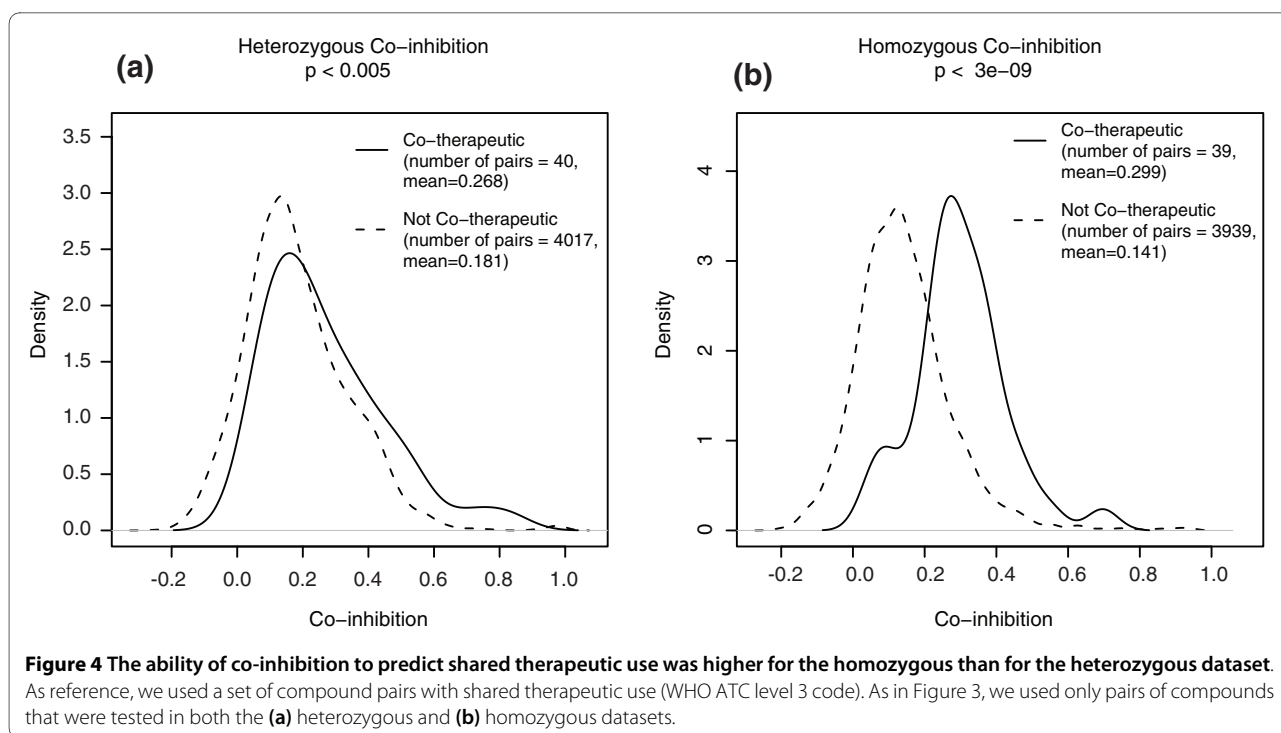 Heterozygous Co−inhibition
p < 0.005
(a)
3.5
3.0
2.5
2.0
1.5
1.0
0.5
0.0
Density
Co−therapeutic
(number of pairs = 40,
mean=0.268)
Not Co−therapeutic
(number of pairs = 4017,
mean=0.181)
-0.2 0.0 0.2 0.4 0.6 0.8 1.0
Co−inhibition
Homozygous Co−inhibition
p < 3e−09
(b)
4
3
2
1
0
Density
Co−therapeutic
(number of pairs = 39,
mean=0.299)
Not Co−therapeutic
(number of pairs = 3939,
mean=0.141)
-0.2 0.0 0.2 0.4 0.6 0.8 1.0
Co−inhibition
Figure 4 The ability of co-inhibition to predict shared therapeutic use was higher for the homozygous than for the heterozygous dataset.
As reference, we used a set of compound pairs with shared therapeutic use (WHO ATC level 3 code). As in Figure 3, we used only pairs of compounds
that were tested in both the (a) heterozygous and (b) homozygous datasets.